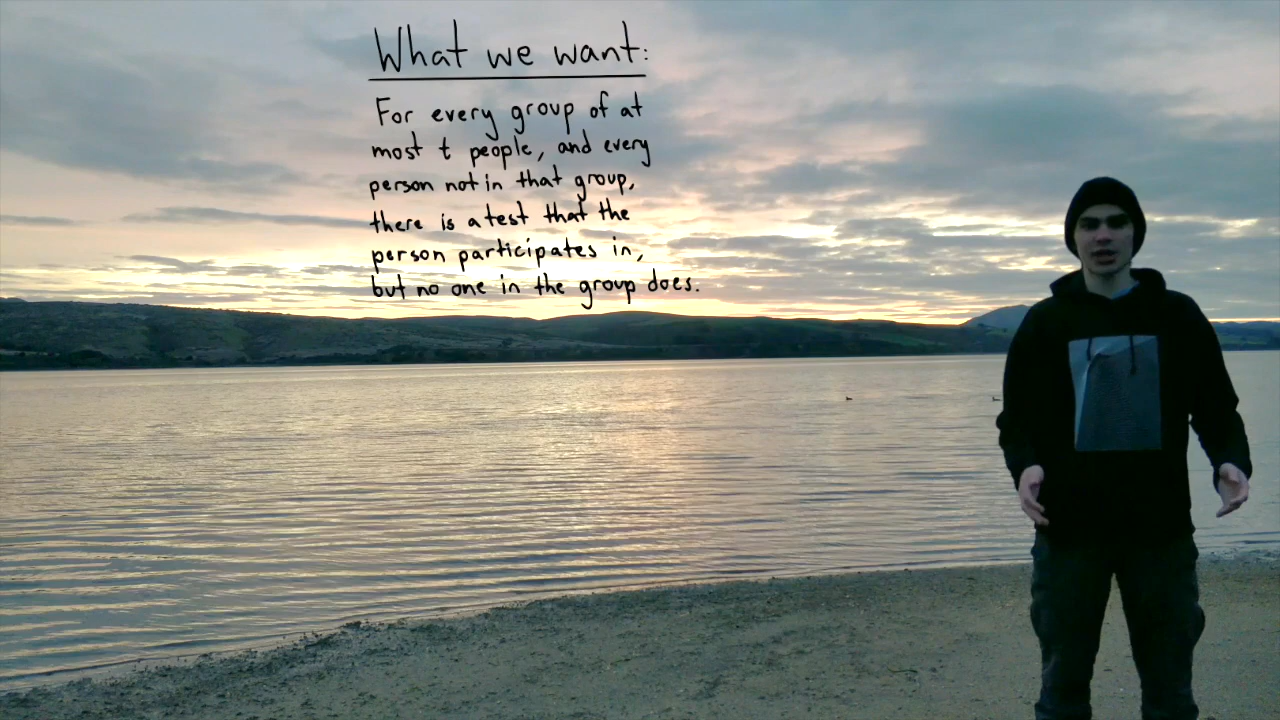 What we want:
For every group of at
most t people, and every
person not in that group,
there is a test that the
person participates in,
but no one in the group does.